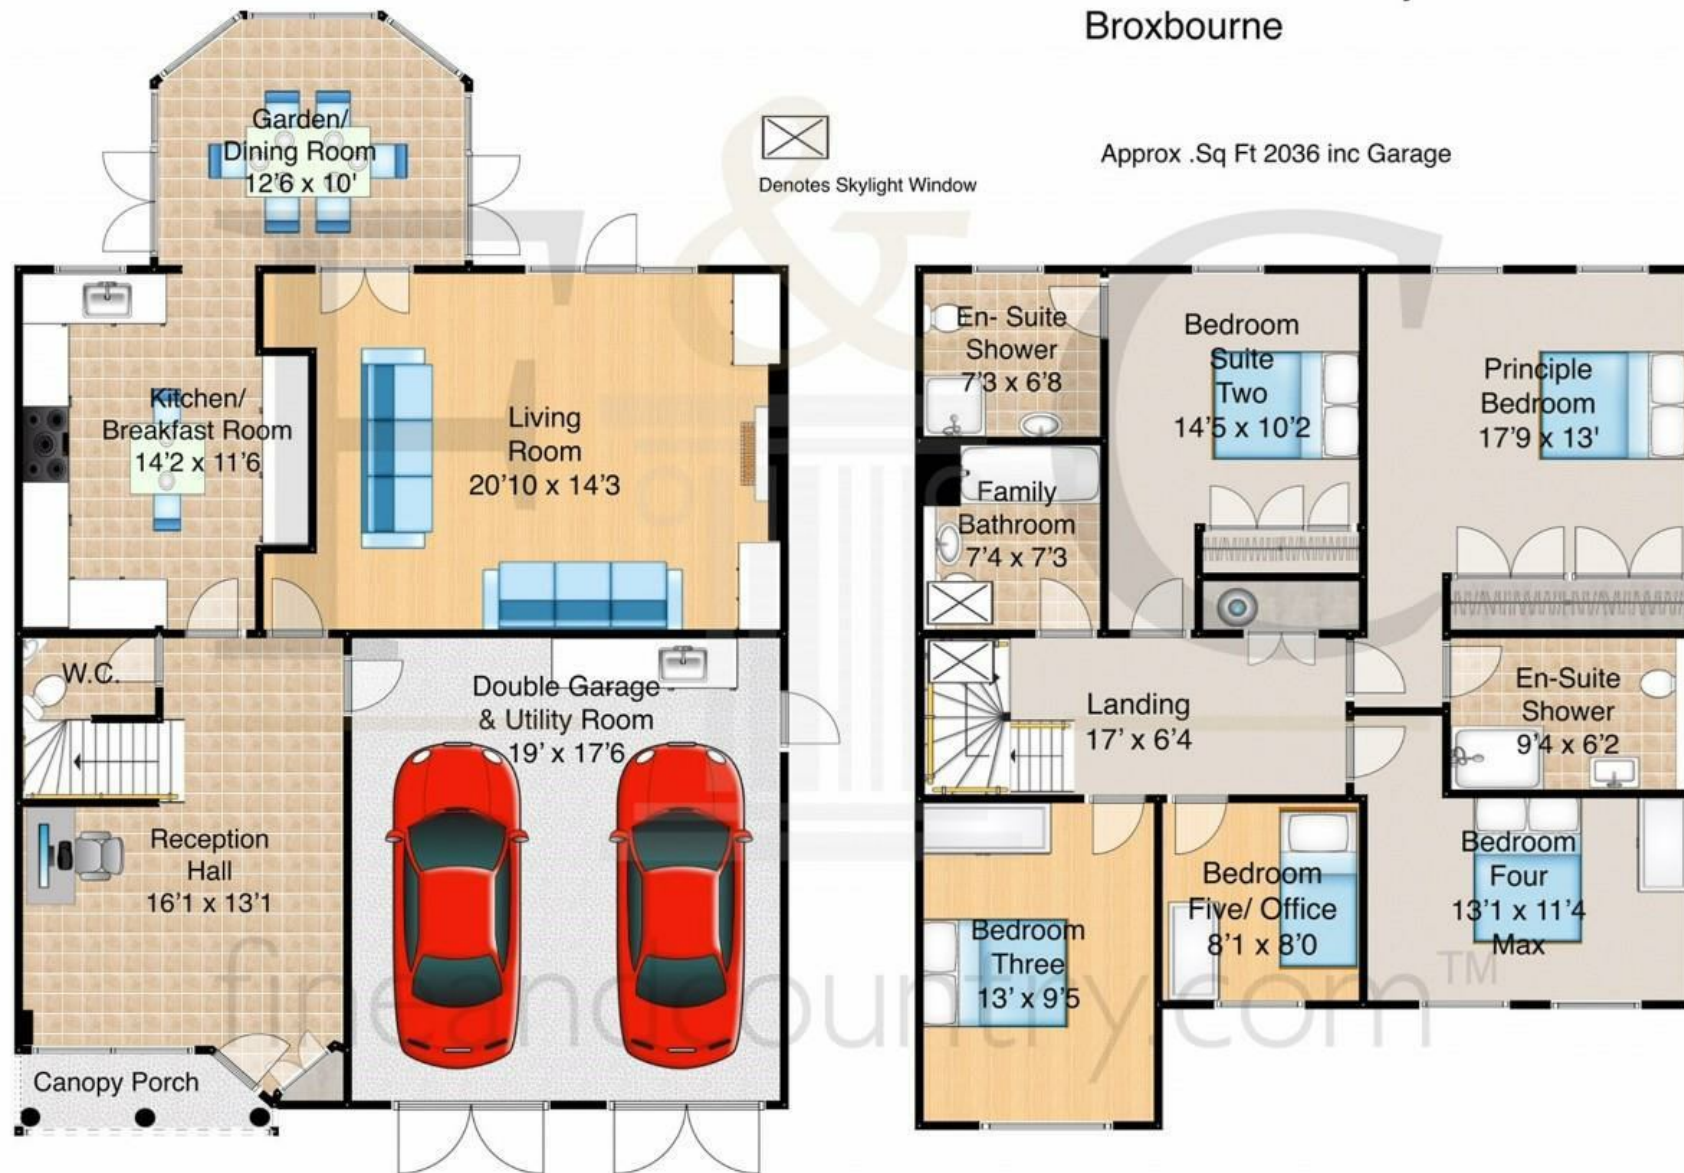 Broxbourne
Approx .Sq Ft 2036 inc Garage
Denotes Skylight Window
Garden/
Dining Room
12'6 x 10'
Kitchen/
Breakfast Room
14'2 x 11'6
Living
Room
20'10 x 14'3
W.C.
Double Garage
& Utility Room
19' x 17'6
Reception
Hall
16'1 x 13'1
Canopy Porch
En- Suite
Shower
7'3 x 6'8
Bedroom
Suite
Two
14'5 x 10'2
Principle
Bedroom
17'9 x 13'
Family
Bathroom
7'4 x 7'3
Landing
17' x 6'4
En-Suite
Shower
9'4 x 6'2
Bedroom
Three
13' x 9'5
Bedroom
Five/ Office
8'1 x 8'0
Bedroom
Four
13'1 x 11'4
Max
F&C
fineandcountry.com™